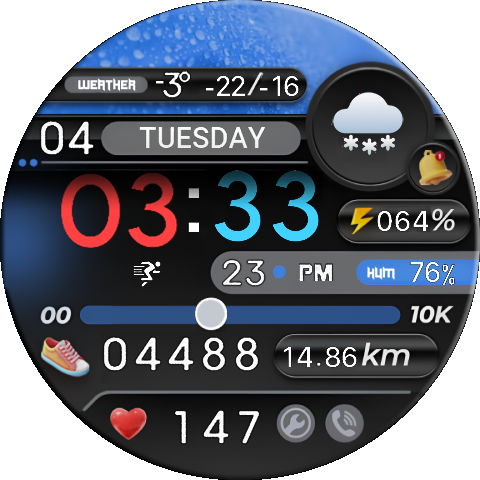 WEATHER -3° -22/-16
04 TUESDAY
03:33
064%
23 PM HUM 76%
00 10K
04488 14.86km
147